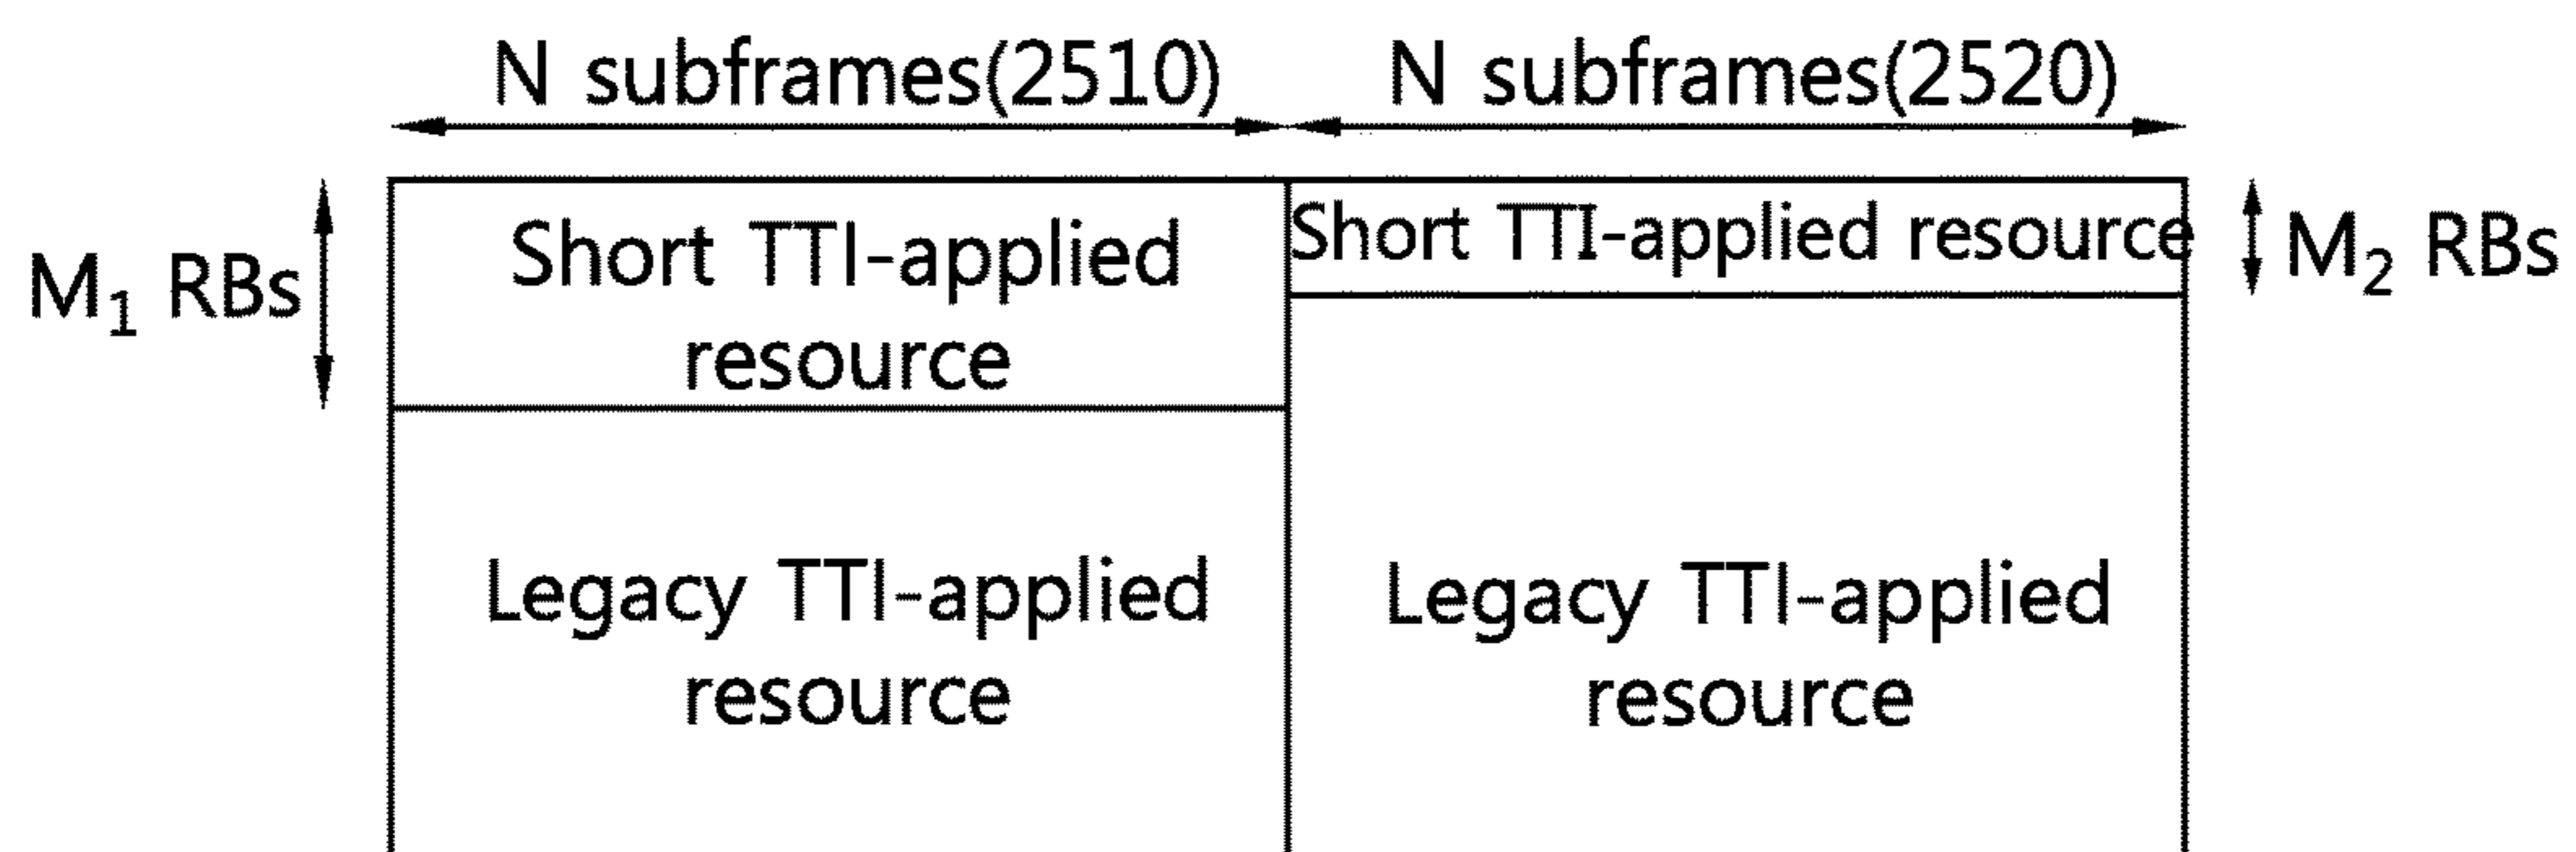 N subframes(2510)
N subframes(2520)
M₁ RBs
Short TTI-applied
resource
Short TTI-applied resource
M₂ RBs
Legacy TTI-applied
resource
Legacy TTI-applied
resource